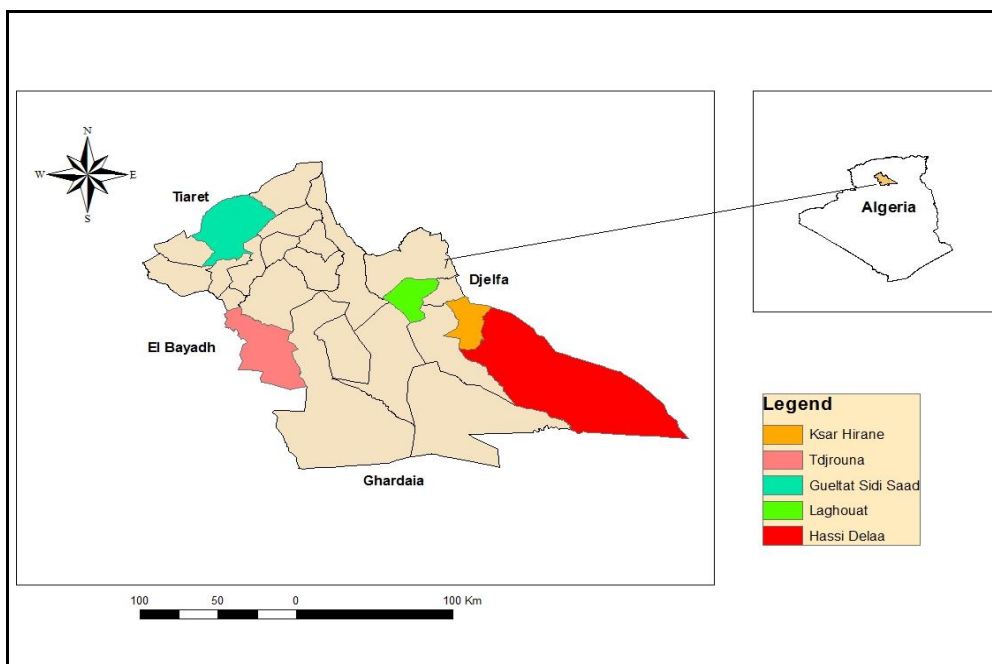 N
W E
S
Tiaret
Djelfa
El Bayadh
Ghardaia
Algeria
Legend
Ksar Hirane
Tdjrouna
Gueltat Sidi Saad
Laghouat
Hassi Delaa
100 50 0 100 Km